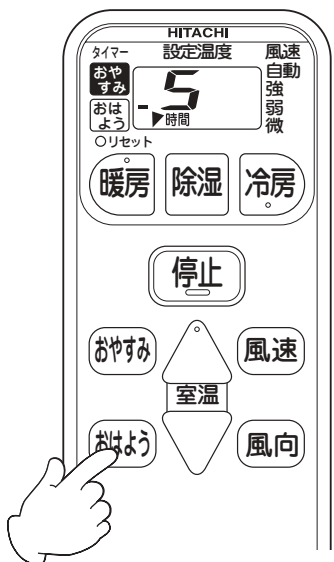 HITACHI
タイマー 設定温度 風速
おやすみ
おはよう
-5
時間
自動
強
弱
微
リセット
暖房 除湿 冷房
停止
おやすみ 風速
室温
おはよう 風向